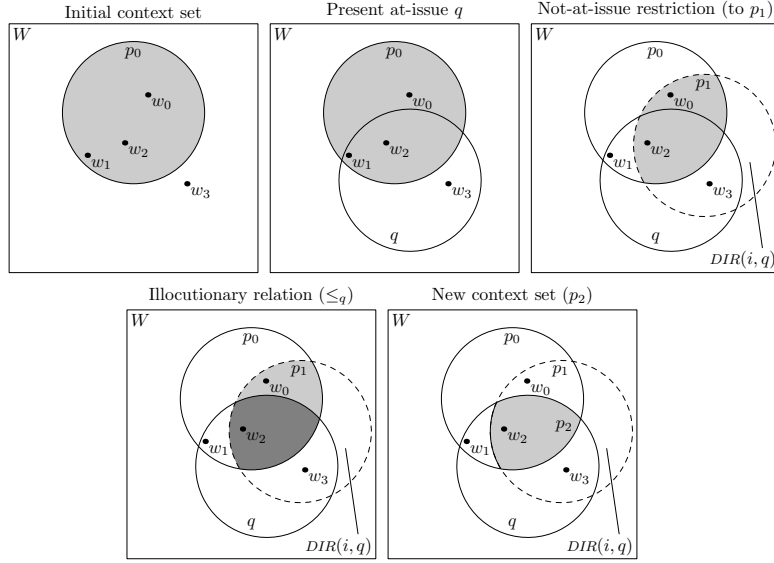 Initial context set
W
p₀
w₀
w₂
w₁
w₃
Present at-issue q
W
p₀
w₀
w₂
w₁
w₃
q
Not-at-issue restriction (to p₁)
W
p₀
p₁
w₀
w₂
w₁
w₃
q
DIR(i, q)
Illocutionary relation (≤q)
W
p₀
p₁
w₀
w₂
w₁
w₃
q
DIR(i, q)
New context set (p₂)
W
p₀
p₁
w₀
p₂
w₂
w₁
w₃
q
DIR(i, q)